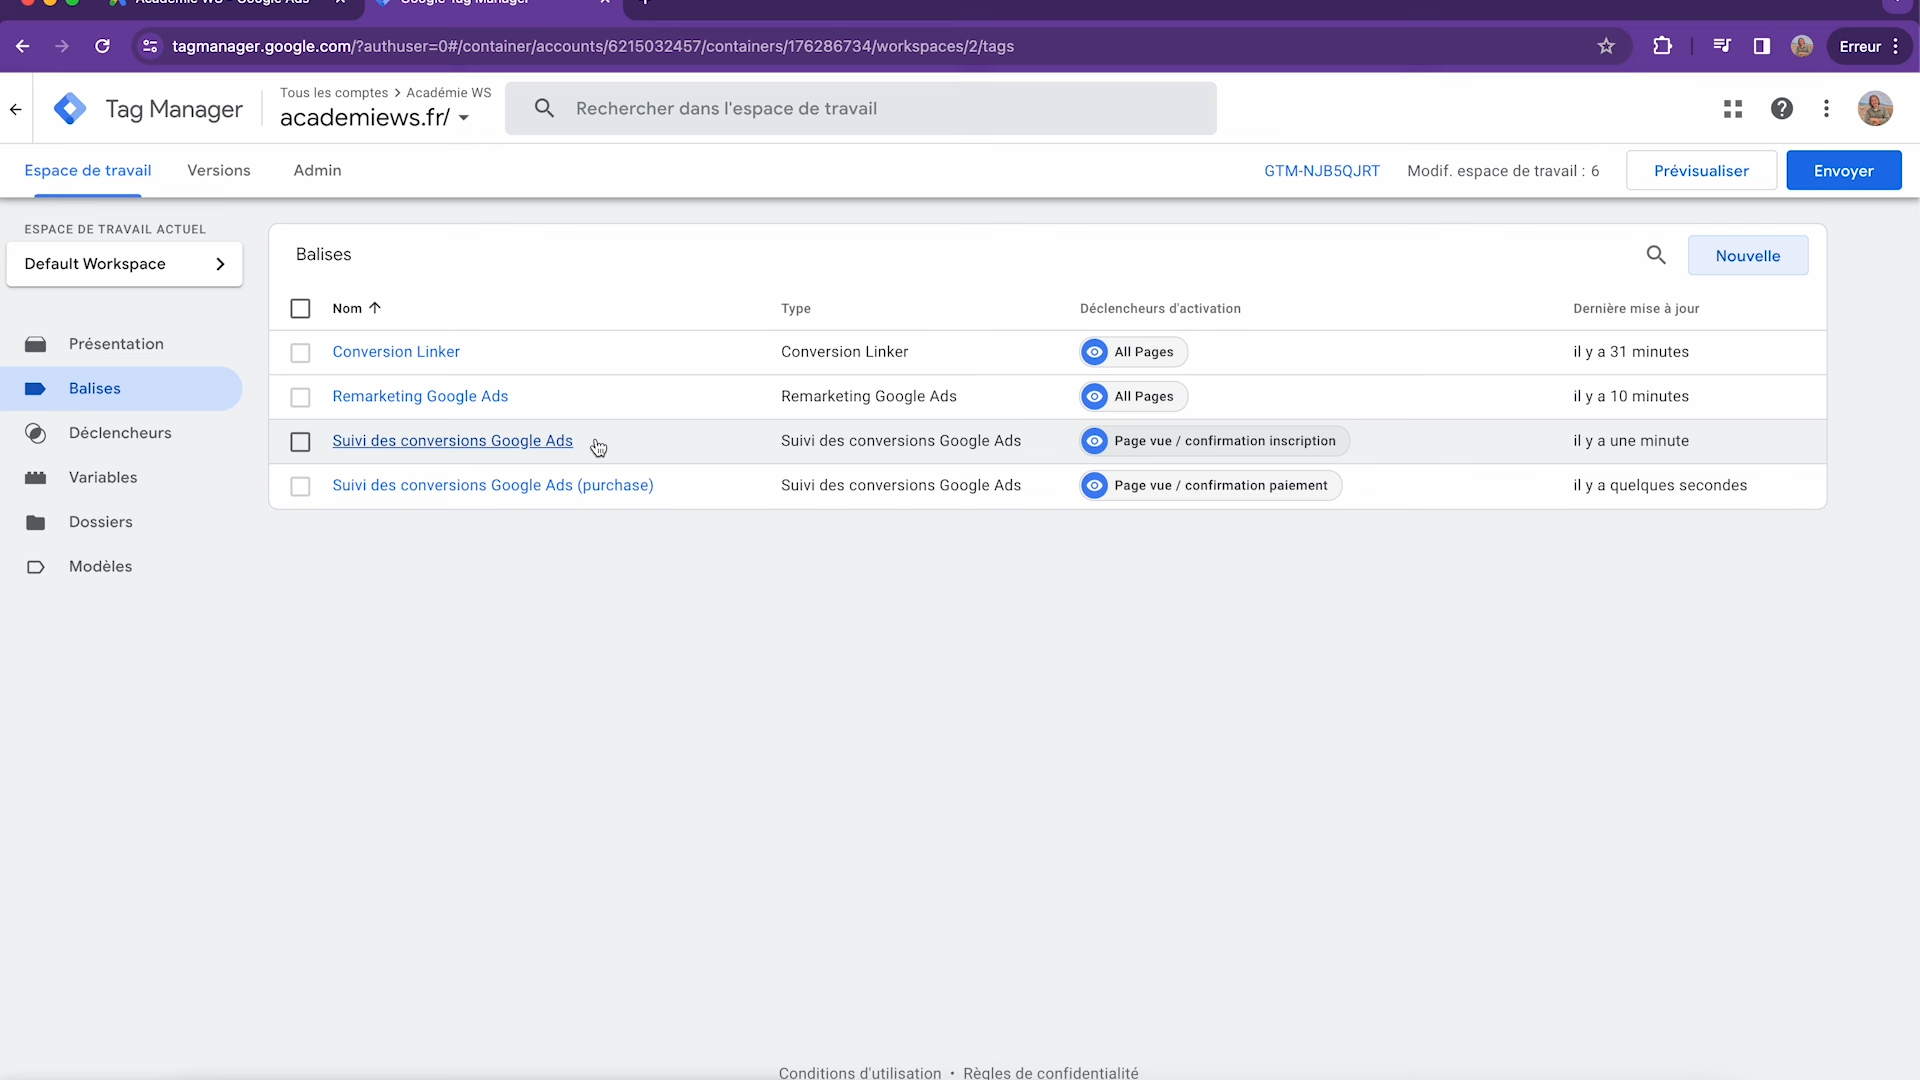 Académie WS - Google Ads
Google Tag Manager
tagmanager.google.com/?authuser=0#/container/accounts/6215032457/containers/176286734/workspaces/2/tags
Erreur
Tag Manager
Tous les comptes > Académie WS
academiews.fr/
Rechercher dans l'espace de travail
Espace de travail
Versions
Admin
GTM-NJB5QJRT
Modif. espace de travail : 6
Prévisualiser
Envoyer
ESPACE DE TRAVAIL ACTUEL
Default Workspace
Présentation
Balises
Déclencheurs
Variables
Dossiers
Modèles
Balises
Nouvelle
Nom Type Déclencheurs d'activation Dernière mise à jour
Conversion Linker Conversion Linker All Pages il y a 31 minutes
Remarketing Google Ads Remarketing Google Ads All Pages il y a 10 minutes
Suivi des conversions Google Ads Suivi des conversions Google Ads Page vue / confirmation inscription il y a une minute
Suivi des conversions Google Ads (purchase) Suivi des conversions Google Ads Page vue / confirmation paiement il y a quelques secondes
Conditions d'utilisation • Règles de confidentialité